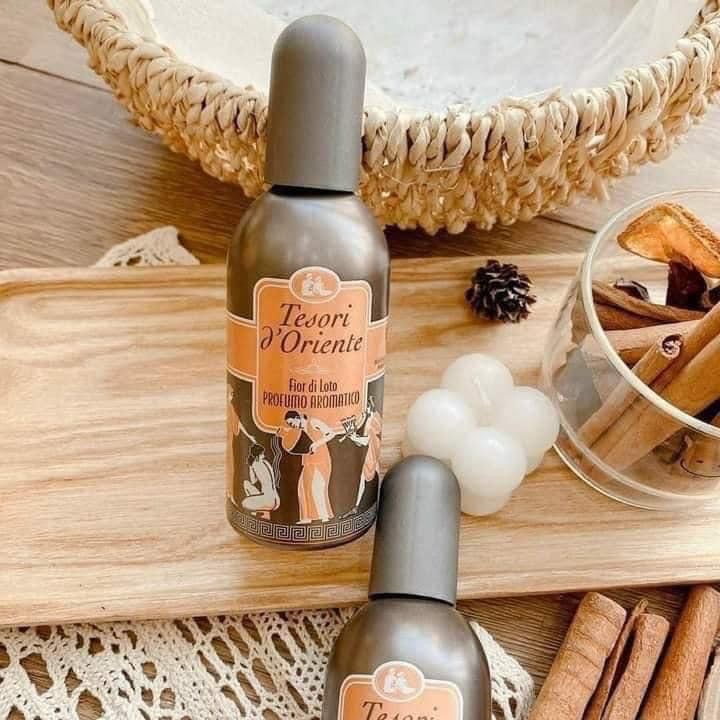 Tesori
d'Oriente
Fior di Loto
PROFUMO AROMATICO
Tesori